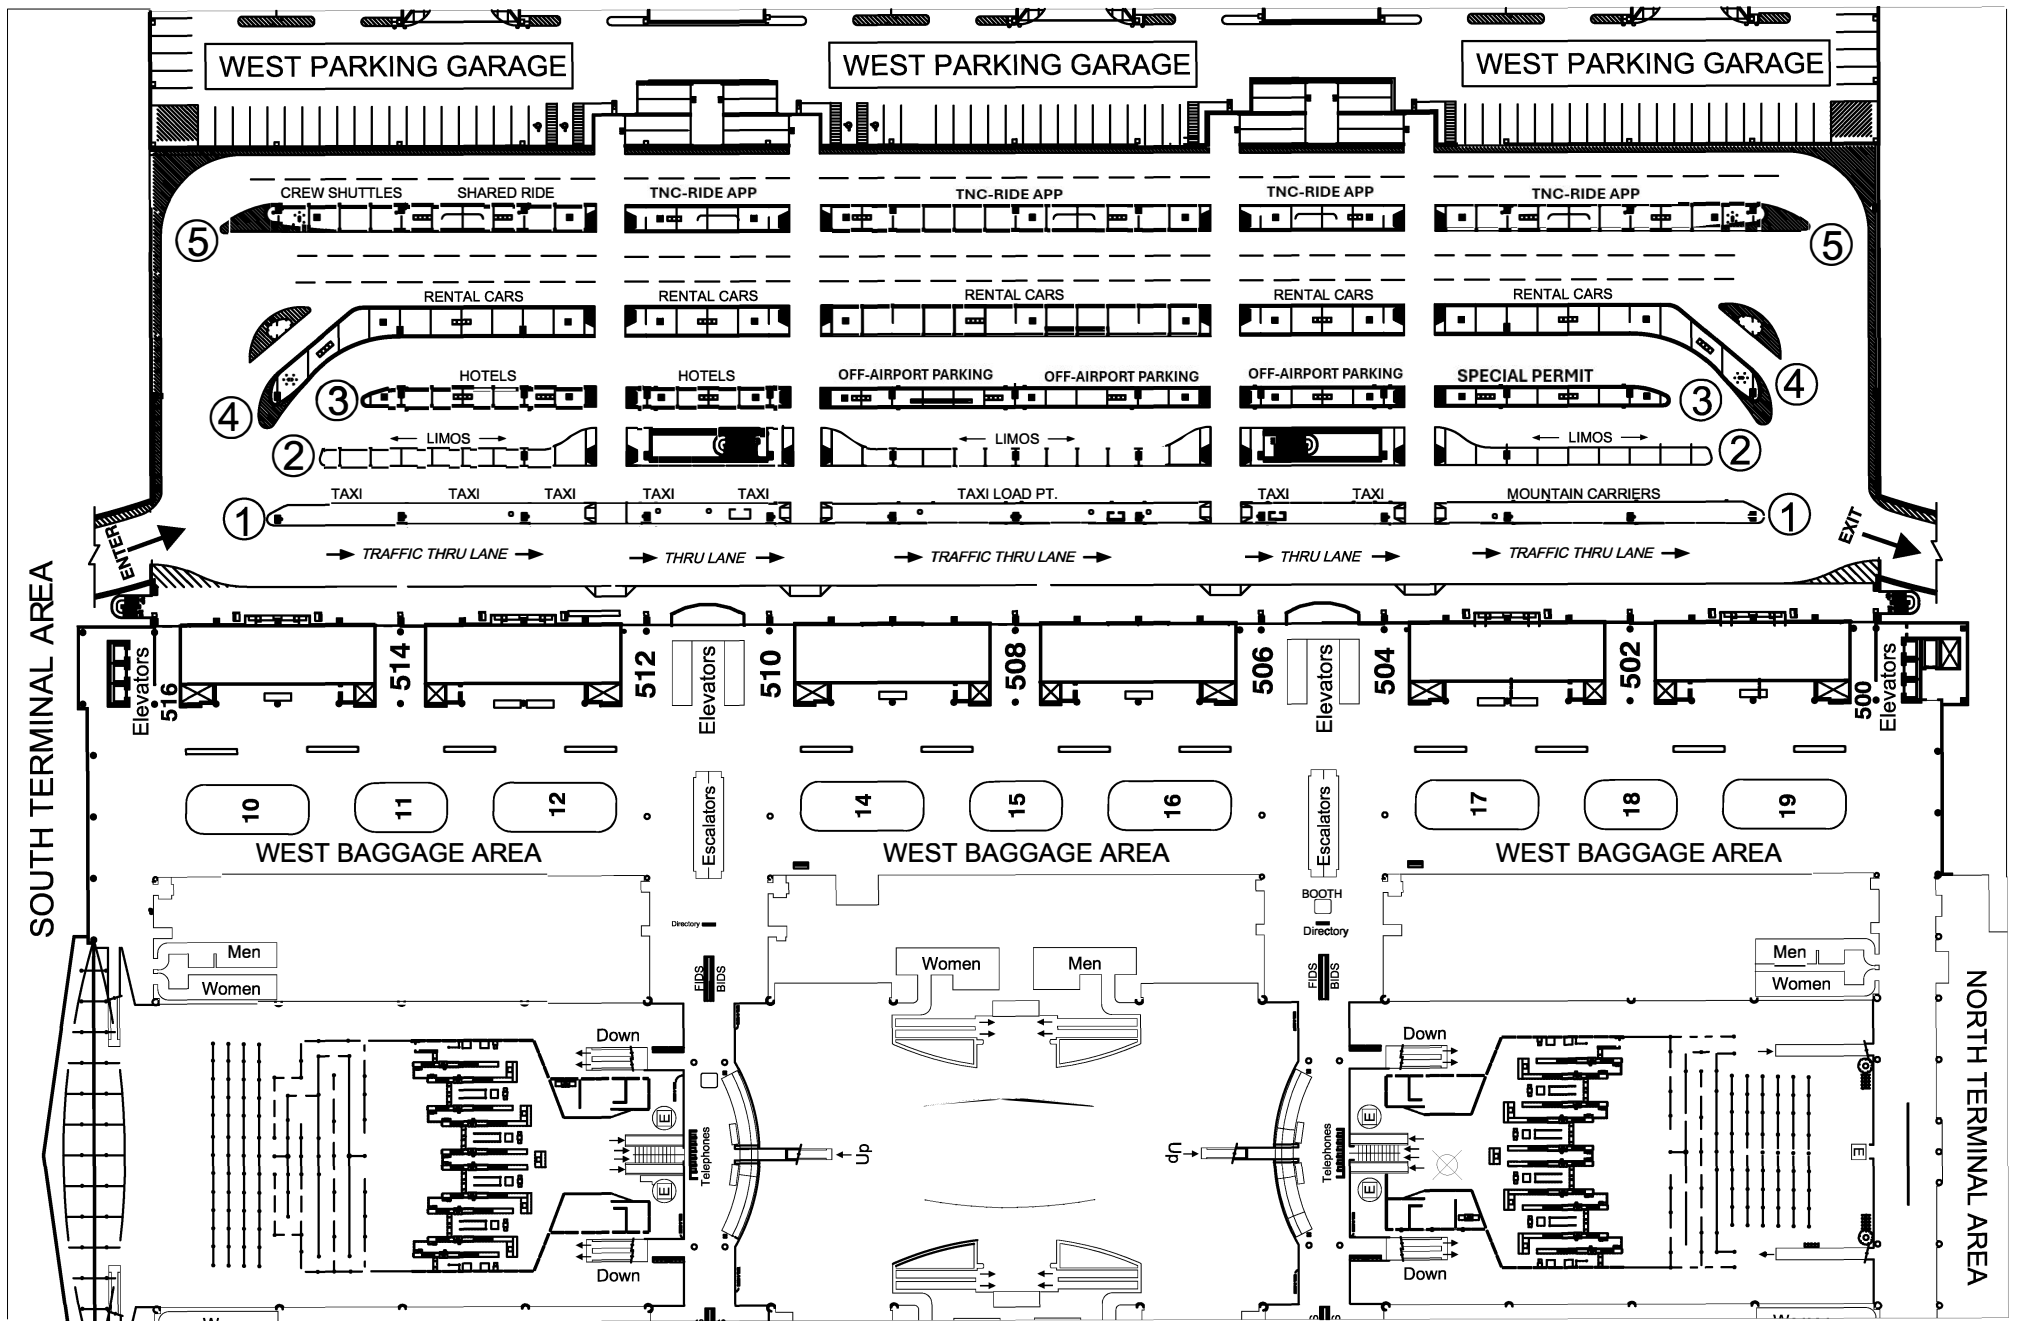 WEST PARKING GARAGE
WEST PARKING GARAGE
WEST PARKING GARAGE
CREW SHUTTLES
SHARED RIDE
TNC-RIDE APP
TNC-RIDE APP
TNC-RIDE APP
TNC-RIDE APP
5
5
RENTAL CARS
RENTAL CARS
RENTAL CARS
RENTAL CARS
RENTAL CARS
4
4
HOTELS
HOTELS
OFF-AIRPORT PARKING
OFF-AIRPORT PARKING
OFF-AIRPORT PARKING
SPECIAL PERMIT
3
3
LIMOS
LIMOS
LIMOS
2
2
TAXI
TAXI
TAXI
TAXI
TAXI
TAXI LOAD PT.
TAXI
TAXI
MOUNTAIN CARRIERS
1
1
ENTER
EXIT
TRAFFIC THRU LANE
THRU LANE
TRAFFIC THRU LANE
THRU LANE
TRAFFIC THRU LANE
SOUTH TERMINAL AREA
Elevators
516
514
512
Elevators
510
508
506
Elevators
504
502
500
Elevators
10
11
12
Escalators
14
15
16
Escalators
17
18
19
WEST BAGGAGE AREA
WEST BAGGAGE AREA
WEST BAGGAGE AREA
BOOTH
Directory
Directory
Men
Women
FIDS
BIDS
Women
Men
FIDS
BIDS
Men
Women
NORTH TERMINAL AREA
Down
Down
E
E
Telephones
Up
Up
Telephones
E
E
E
Down
Down